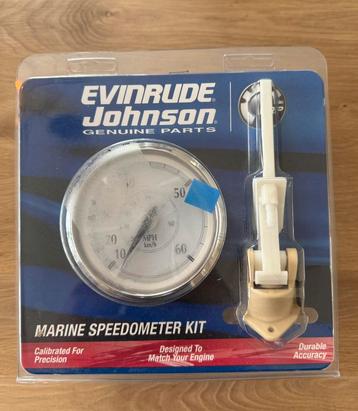 EVINRUDE
Johnson
GENUINE PARTS
50
20
MPH
10
km/h
60
MARINE SPEEDOMETER KIT
Calibrated For
Precision
Designed To
Match Your Engine
Durable
Accuracy